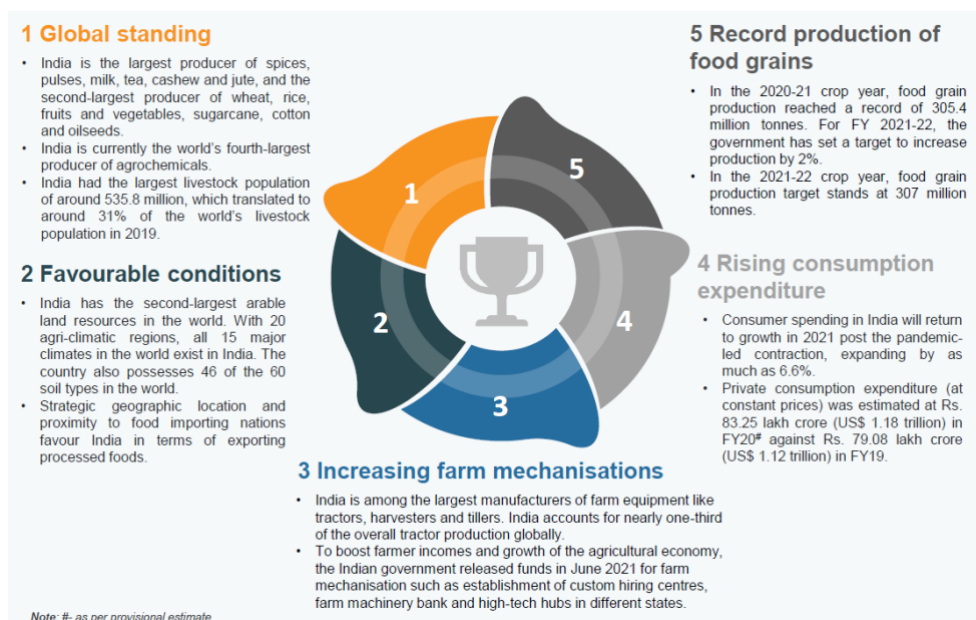 1 Global standing
• India is the largest producer of spices,
pulses, milk, tea, cashew and jute, and the
second-largest producer of wheat, rice,
fruits and vegetables, sugarcane, cotton
and oilseeds.
• India is currently the world's fourth-largest
producer of agrochemicals.
• India had the largest livestock population
of around 535.8 million, which translated to
around 31% of the world's livestock
population in 2019.
2 Favourable conditions
• India has the second-largest arable
land resources in the world. With 20
agri-climatic regions, all 15 major
climates in the world exist in India. The
country also possesses 46 of the 60
soil types in the world.
• Strategic geographic location and
proximity to food importing nations
favour India in terms of exporting
processed foods.
1
2
3
4
5
3 Increasing farm mechanisations
• India is among the largest manufacturers of farm equipment like
tractors, harvesters and tillers. India accounts for nearly one-third
of the overall tractor production globally.
• To boost farmer incomes and growth of the agricultural economy,
the Indian government released funds in June 2021 for farm
mechanisation such as establishment of custom hiring centres,
farm machinery bank and high-tech hubs in different states.
5 Record production of
food grains
• In the 2020-21 crop year, food grain
production reached a record of 305.4
million tonnes. For FY 2021-22, the
government has set a target to increase
production by 2%.
• In the 2021-22 crop year, food grain
production target stands at 307 million
tonnes.
4 Rising consumption
expenditure
• Consumer spending in India will return
to growth in 2021 post the pandemic-
led contraction, expanding by as
much as 6.6%.
• Private consumption expenditure (at
constant prices) was estimated at Rs.
83.25 lakh crore (US$ 1.18 trillion) in
FY20# against Rs. 79.08 lakh crore
(US$ 1.12 trillion) in FY19.
Note: #- as per provisional estimate